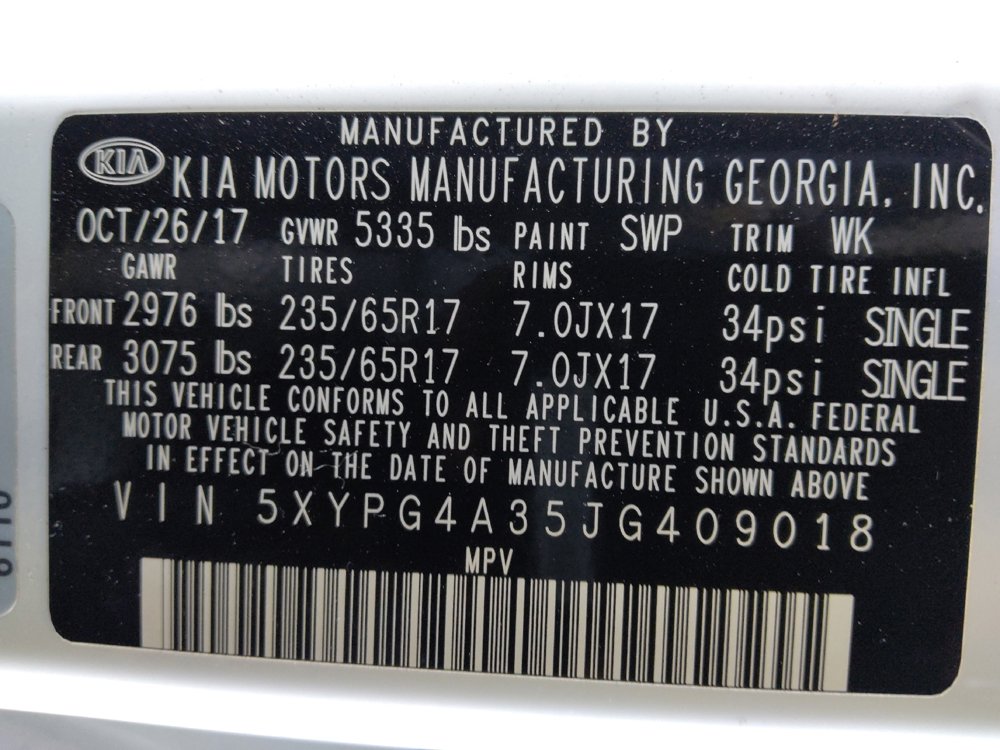 MANUFACTURED BY
KIA KIA MOTORS MANUFACTURING GEORGIA, INC.
OCT/26/17 GVWR 5335 lbs PAINT SWP TRIM WK
GAWR TIRES RIMS COLD TIRE INFL
FRONT 2976 lbs 235/65R17 7.0JX17 34psi SINGLE
REAR 3075 lbs 235/65R17 7.0JX17 34psi SINGLE
THIS VEHICLE CONFORMS TO ALL APPLICABLE U.S.A. FEDERAL
MOTOR VEHICLE SAFETY AND THEFT PREVENTION STANDARDS
IN EFFECT ON THE DATE OF MANUFACTURE SHOWN ABOVE
VIN 5XYPG4A35JG409018
MPV